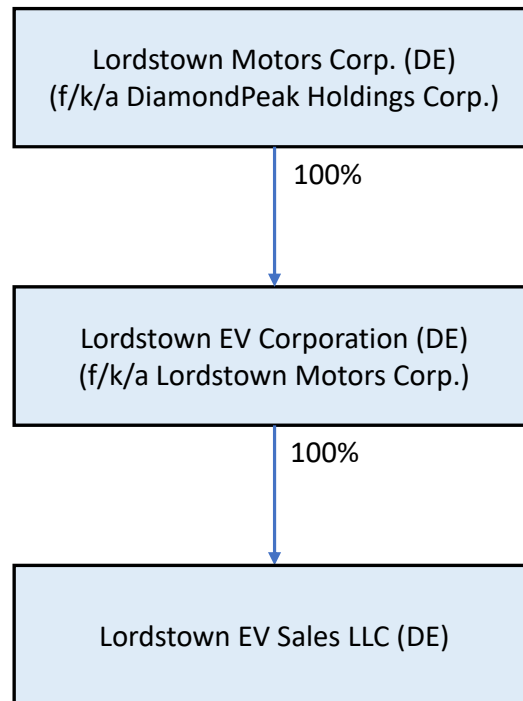 Lordstown Motors Corp. (DE)
(f/k/a DiamondPeak Holdings Corp.)
100%
Lordstown EV Corporation (DE)
(f/k/a Lordstown Motors Corp.)
100%
Lordstown EV Sales LLC (DE)